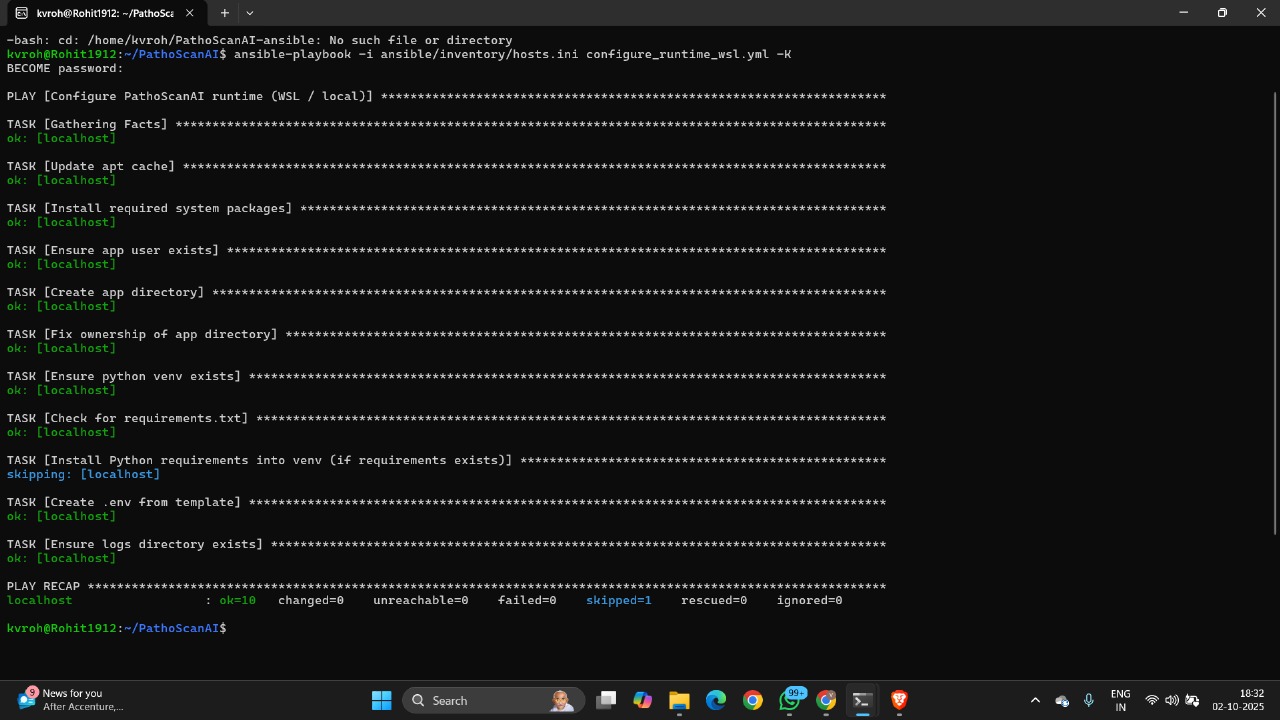 kvroh@Rohit1912: ~/PathoSca
-bash: cd: /home/kvroh/PathoScanAI-ansible: No such file or directory
kvroh@Rohit1912:~/PathoScanAI$ ansible-playbook -i ansible/inventory/hosts.ini configure_runtime_wsl.yml -K
BECOME password:
PLAY [Configure PathoScanAI runtime (WSL / local)] *********************************************************************
TASK [Gathering Facts] *************************************************************************************************
ok: [localhost]
TASK [Update apt cache] ************************************************************************************************
ok: [localhost]
TASK [Install required system packages] ********************************************************************************
ok: [localhost]
TASK [Ensure app user exists] ******************************************************************************************
ok: [localhost]
TASK [Create app directory] ********************************************************************************************
ok: [localhost]
TASK [Fix ownership of app directory] **********************************************************************************
ok: [localhost]
TASK [Ensure python venv exists] ***************************************************************************************
ok: [localhost]
TASK [Check for requirements.txt] **************************************************************************************
ok: [localhost]
TASK [Install Python requirements into venv (if requirements exists)] **************************************************
skipping: [localhost]
TASK [Create .env from template] ***************************************************************************************
ok: [localhost]
TASK [Ensure logs directory exists] ************************************************************************************
ok: [localhost]
PLAY RECAP *************************************************************************************************************
localhost                  : ok=10   changed=0    unreachable=0    failed=0    skipped=1    rescued=0    ignored=0
kvroh@Rohit1912:~/PathoScanAI$
9
News for you
After Accenture,...
Search
99+
ENG
IN
18:32
02-10-2025